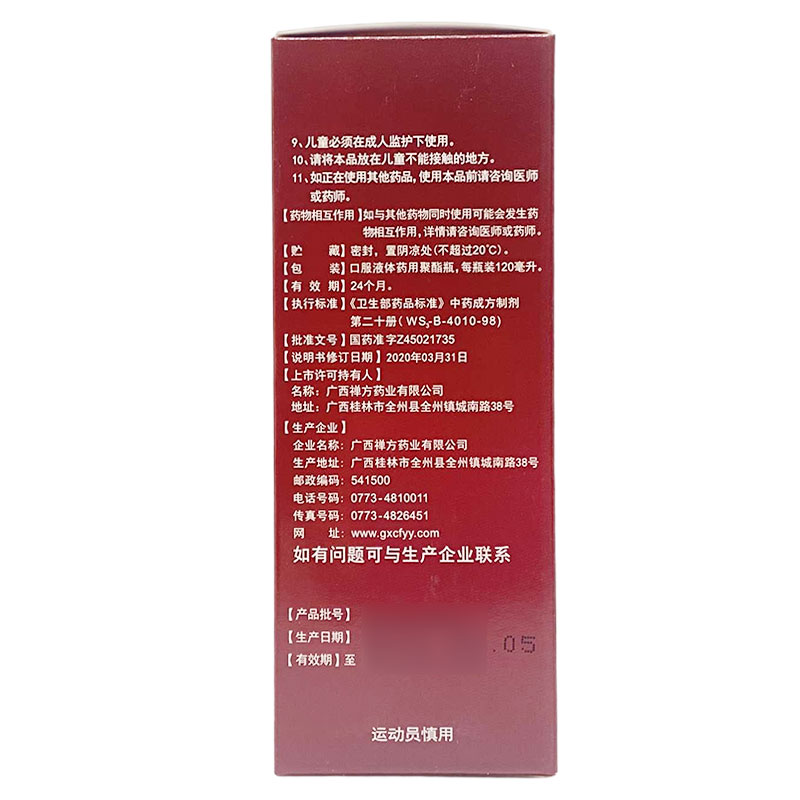 9、儿童必须在成人监护下使用。
10、请将本品放在儿童不能接触的地方。
11、如正在使用其他药品,使用本品前请咨询医师
或药师。
【药物相互作用】如与其他药物同时使用可能会发生药
物相互作用,详情请咨询医师或药师。
【贮 藏】密封,置阴凉处(不超过20℃)。
【包 装】口服液体药用聚酯瓶,每瓶装120毫升。
【有 效 期】24个月。
【执行标准】《卫生部药品标准》中药成方制剂
第二十册(WS₃-B-4010-98)
【批准文号】国药准字Z45021735
【说明书修订日期】2020年03月31日
【上市许可持有人】
名称:广西禅方药业有限公司
地址:广西桂林市全州县全州镇城南路38号
【生产企业】
企业名称:广西禅方药业有限公司
生产地址:广西桂林市全州县全州镇城南路38号
邮政编码:541500
电话号码:0773-4810011
传真号码:0773-4826451
网 址:www.gxcfyy.com
如有问题可与生产企业联系
【产品批号】
【生产日期】
.05
【有效期】至
运动员慎用